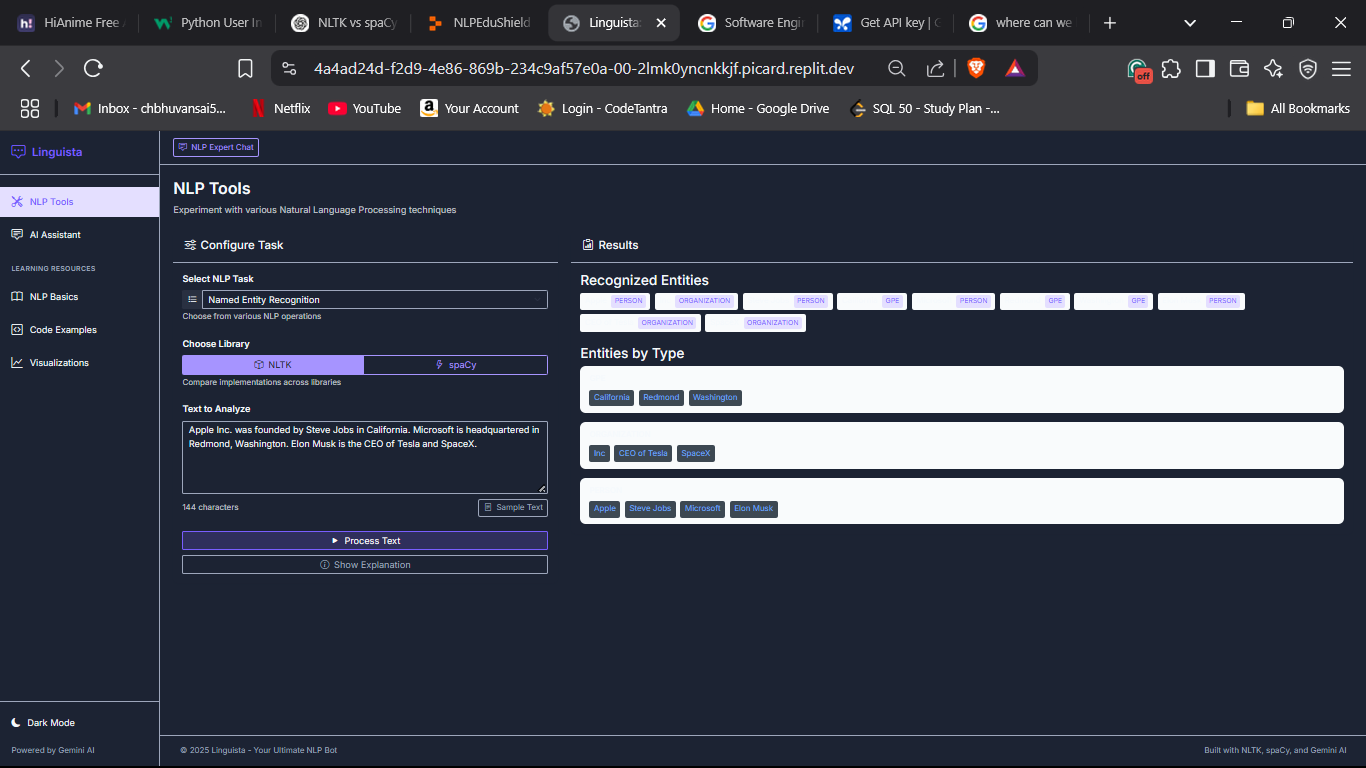 HiAnime Free
Python User In
NLTK vs spaCy
NLPEduShield
Linguista
Software Engi
Get API key | G
where can we
4a4ad24d-f2d9-4e86-869b-234c9af57e0a-00-2lmk0yncnkkjf.picard.replit.dev
off
Inbox - chbhuvansai5...
Netflix
YouTube
Your Account
Login - CodeTantra
Home - Google Drive
SQL 50 - Study Plan -...
All Bookmarks
Linguista
NLP Expert Chat
NLP Tools
AI Assistant
LEARNING RESOURCES
NLP Basics
Code Examples
Visualizations
Dark Mode
Powered by Gemini AI
NLP Tools
Experiment with various Natural Language Processing techniques
Configure Task
Select NLP Task
Named Entity Recognition
Choose from various NLP operations
Choose Library
NLTK
spaCy
Compare implementations across libraries
Text to Analyze
Apple Inc. was founded by Steve Jobs in California. Microsoft is headquartered in
Redmond, Washington. Elon Musk is the CEO of Tesla and SpaceX.
144 characters
Sample Text
Process Text
Show Explanation
Results
Recognized Entities
PERSON ORGANIZATION PERSON GPE PERSON GPE GPE PERSON
ORGANIZATION ORGANIZATION
Entities by Type
California Redmond Washington
Inc CEO of Tesla SpaceX
Apple Steve Jobs Microsoft Elon Musk
© 2025 Linguista - Your Ultimate NLP Bot
Built with NLTK, spaCy, and Gemini AI